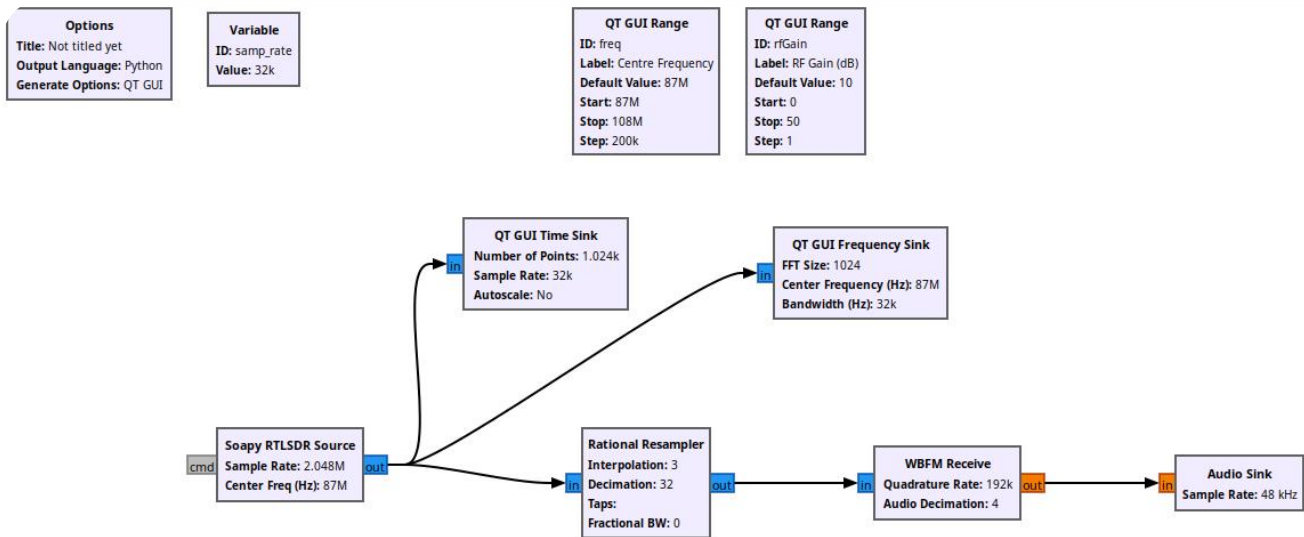 Options
Title: Not titled yet
Output Language: Python
Generate Options: QT GUI
Variable
ID: samp_rate
Value: 32k
QT GUI Range
ID: freq
Label: Centre Frequency
Default Value: 87M
Start: 87M
Stop: 108M
Step: 200k
QT GUI Range
ID: rfGain
Label: RF Gain (dB)
Default Value: 10
Start: 0
Stop: 50
Step: 1
QT GUI Time Sink
Number of Points: 1.024k
Sample Rate: 32k
Autoscale: No
in
QT GUI Frequency Sink
FFT Size: 1024
Center Frequency (Hz): 87M
Bandwidth (Hz): 32k
in
cmd
Soapy RTLSDR Source
Sample Rate: 2.048M
Center Freq (Hz): 87M
out
in
Rational Resampler
Interpolation: 3
Decimation: 32
Taps:
Fractional BW: 0
out
in
WBFM Receive
Quadrature Rate: 192k
Audio Decimation: 4
out
in
Audio Sink
Sample Rate: 48 kHz